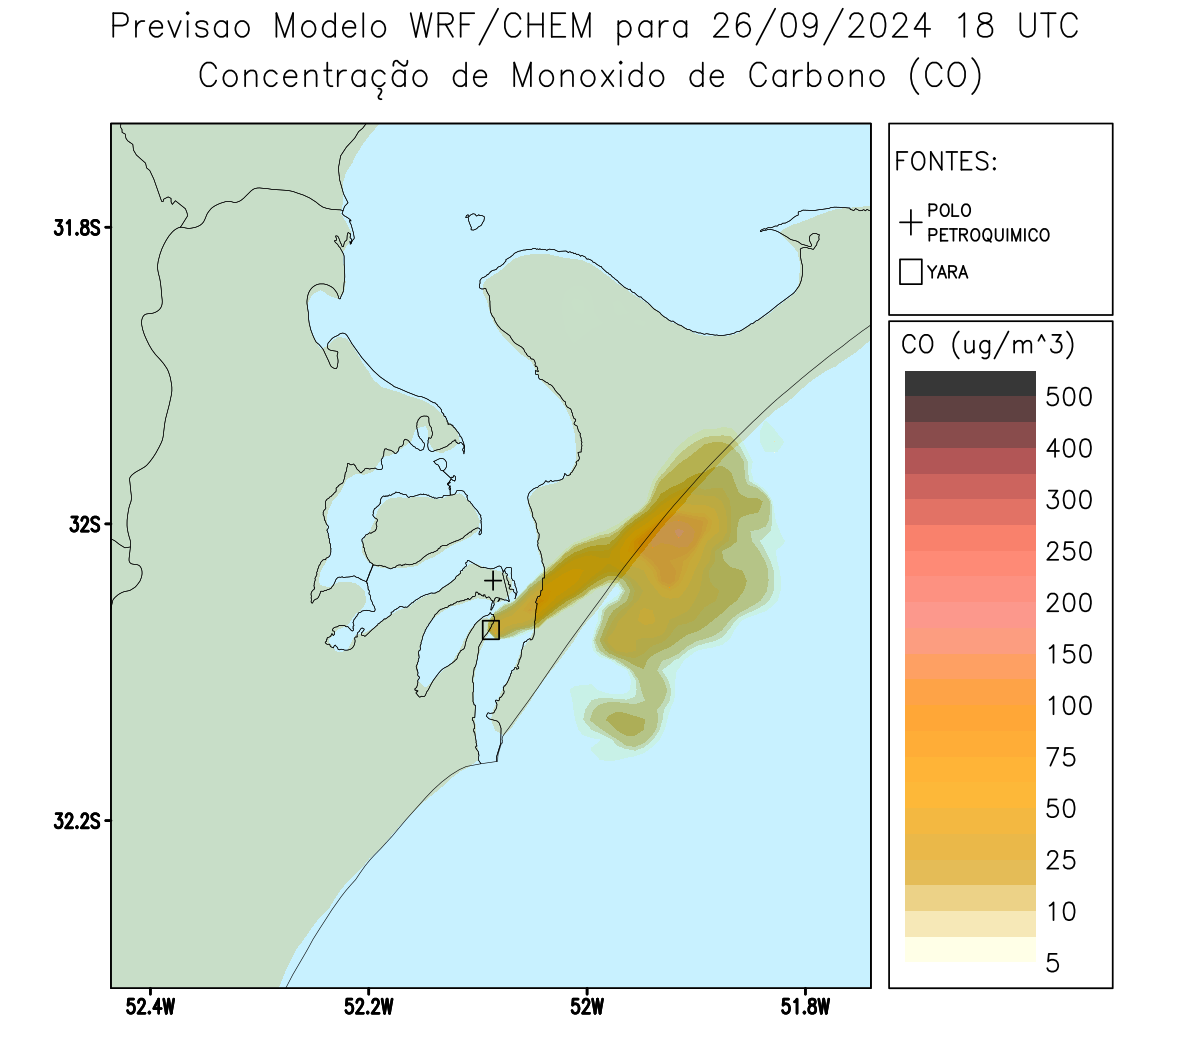 Previsao Modelo WRF/CHEM para 26/09/2024 18 UTC
Concentração de Monoxido de Carbono (CO)
FONTES:
POLO
PETROQUIMICO
YARA
31.8S
32S
32.2S
52.4W
52.2W
52W
51.8W
CO (ug/m^3)
500
400
300
250
200
150
100
75
50
25
10
5